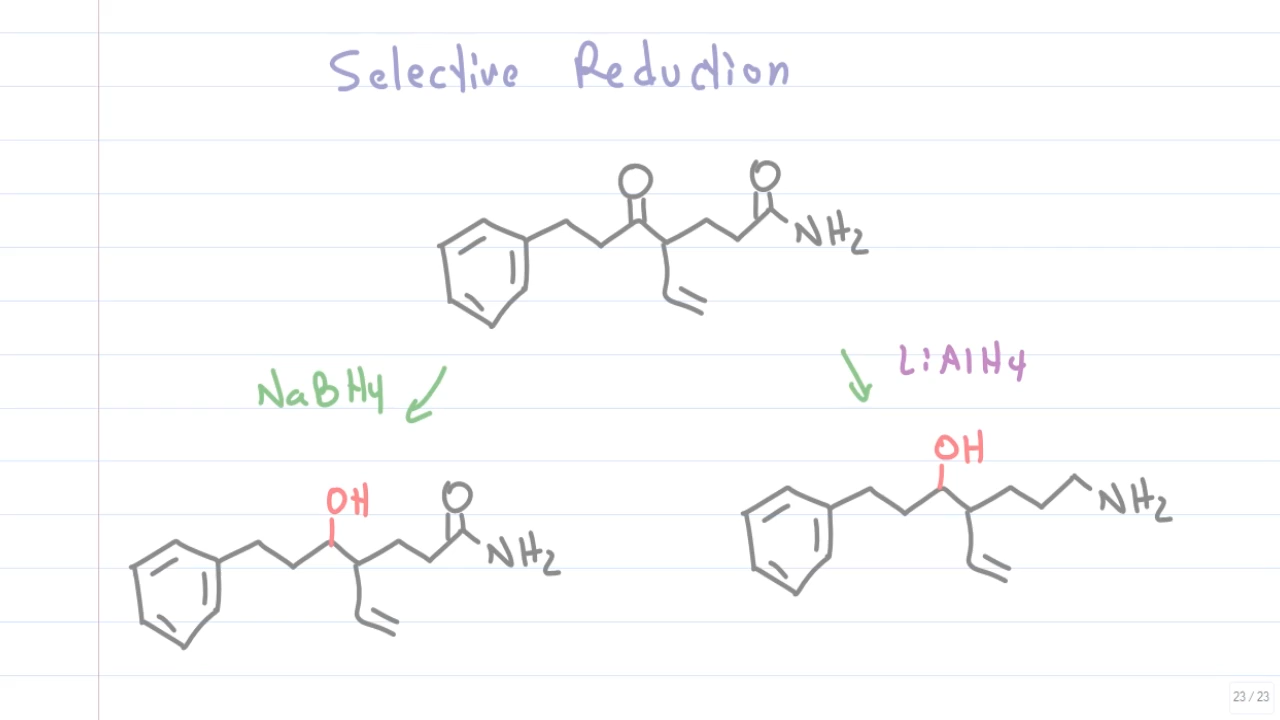 Selective Reduction
O
O
NH2
NaBH4
LiAlH4
OH
O
NH2
OH
NH2
23 / 23